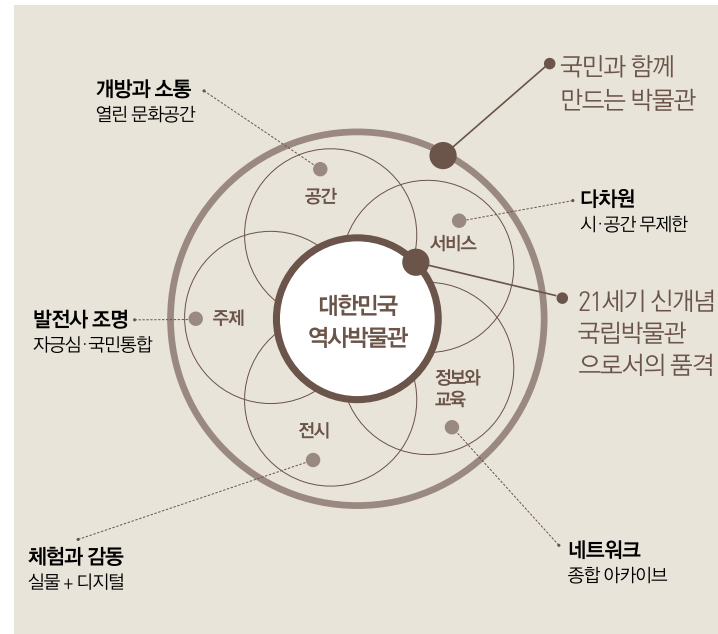 개방과 소통
열린 문화공간
국민과 함께
만드는 박물관
공간
다차원
시·공간 무제한
서비스
대한민국
역사박물관
21세기 신개념
국립박물관
으로서의 품격
발전사 조명
자긍심·국민통합
주제
정보와
교육
전시
체험과 감동
실물 + 디지털
네트워크
종합 아카이브